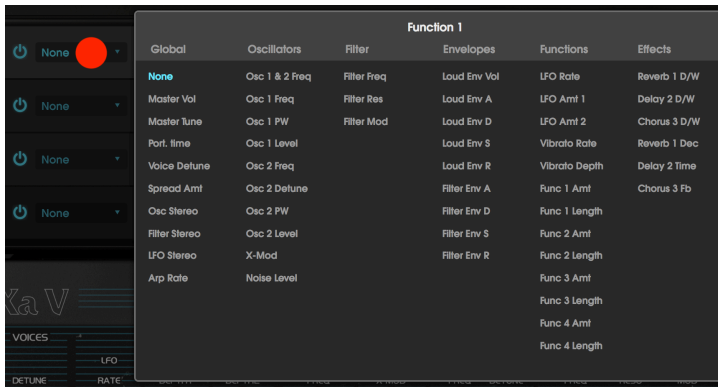 Function 1
Global Oscillators Filter Envelopes Functions Effects
None None Osc 1 & 2 Freq Filter Freq Loud Env Vol LFO Rate Reverb 1 D/W
Master Vol Osc 1 Freq Filter Res Loud Env A LFO Amt 1 Delay 2 D/W
None Master Tune Osc 1 PW Filter Mod Loud Env D LFO Amt 2 Chorus 3 D/W
Port. time Osc 1 Level Loud Env S Vibrato Rate Reverb 1 Dec
None Voice Detune Osc 2 Freq Loud Env R Vibrato Depth Delay 2 Time
Spread Amt Osc 2 Detune Filter Env A Func 1 Amt Chorus 3 Fb
None Osc Stereo Osc 2 PW Filter Env D Func 1 Length
Filter Stereo Osc 2 Level Filter Env S Func 2 Amt
LFO Stereo X-Mod Filter Env R Func 2 Length
Arp Rate Noise Level Func 3 Amt
Func 3 Length
Func 4 Amt
Func 4 Length
Xa V
VOICES
LFO
DETUNE RATE